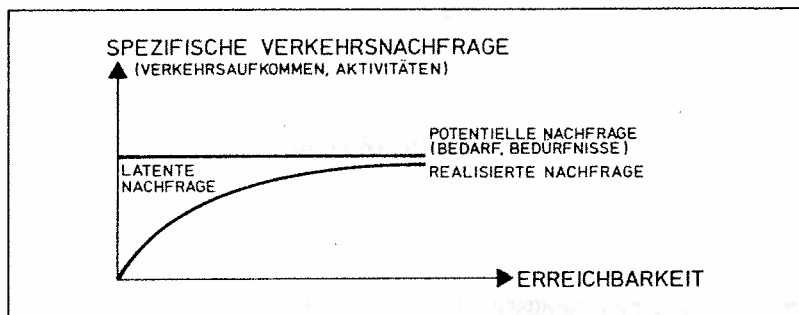 SPEZIFISCHE VERKEHRSNACHFRAGE
(VERKEHRSAUFKOMMEN, AKTIVITÄTEN)
POTENTIELLE NACHFRAGE
(BEDARF, BEDÜRFNISSE)
LATENTE
NACHFRAGE
REALISIERTE NACHFRAGE
ERREICHBARKEIT